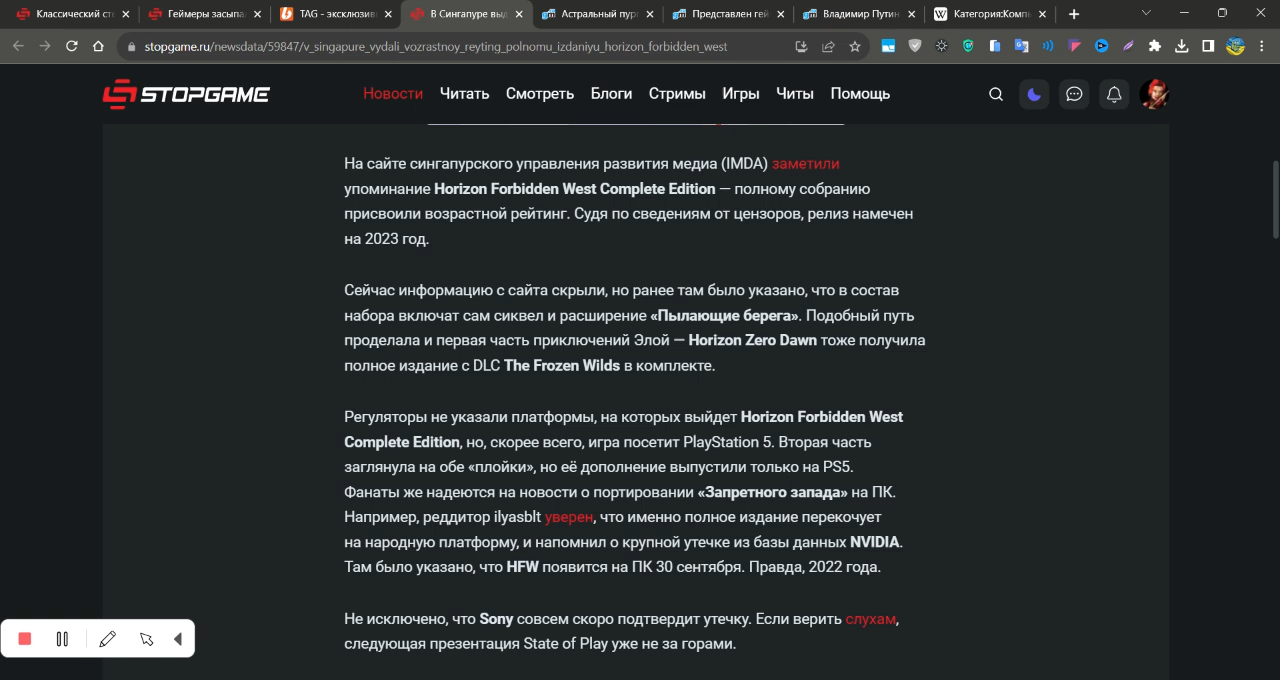 Классический сте
Геймеры засыпа
TAG - эксклюзив
В Сингапуре выд
Астральный пур
Представлен гей
Владимир Путин
Категория:Комп
stopgame.ru/newsdata/59847/v_singapure_vydali_vozrastnoy_reyting_polnomu_izdaniyu_horizon_forbidden_west
STOPGAME
Новости Читать Смотреть Блоги Стримы Игры Читы Помощь
На сайте сингапурского управления развития медиа (IMDA) заметили
упоминание Horizon Forbidden West Complete Edition — полному собранию
присвоили возрастной рейтинг. Судя по сведениям от цензоров, релиз намечен
на 2023 год.
Сейчас информацию с сайта скрыли, но ранее там было указано, что в состав
набора включат сам сиквел и расширение «Пылающие берега». Подобный путь
проделала и первая часть приключений Элой — Horizon Zero Dawn тоже получила
полное издание с DLC The Frozen Wilds в комплекте.
Регуляторы не указали платформы, на которых выйдет Horizon Forbidden West
Complete Edition, но, скорее всего, игра посетит PlayStation 5. Вторая часть
заглянула на обе «плойки», но её дополнение выпустили только на PS5.
Фанаты же надеются на новости о портировании «Запретного запада» на ПК.
Например, реддитор ilyasblt уверен, что именно полное издание перекочует
на народную платформу, и напомнил о крупной утечке из базы данных NVIDIA.
Там было указано, что HFW появится на ПК 30 сентября. Правда, 2022 года.
Не исключено, что Sony совсем скоро подтвердит утечку. Если верить слухам,
следующая презентация State of Play уже не за горами.